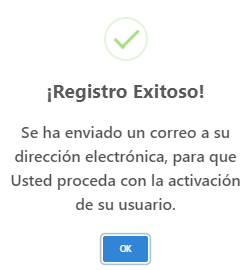 ¡Registro Exitoso!
Se ha enviado un correo a su
dirección electrónica, para que
Usted proceda con la activación
de su usuario.
OK